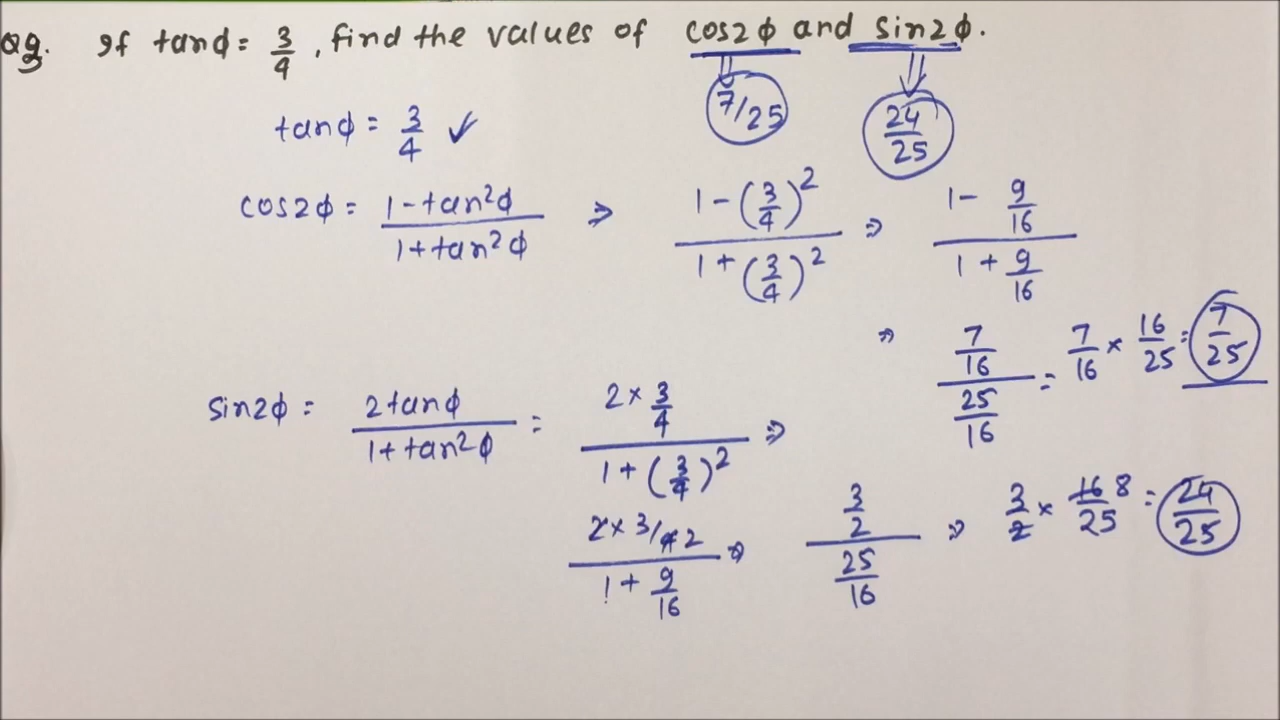 Q9. If tanϕ = 3/4, find the values of cos2ϕ and sin2ϕ.
7/25 24/25
tanϕ = 3/4 ✓
cos2ϕ = (1-tan²ϕ)/(1+tan²ϕ) ⇒ (1-(3/4)²)/(1+(3/4)²) ⇒ (1-9/16)/(1+9/16)
⇒ (7/16)/(25/16) = 7/16 × 16/25 = 7/25
sin2ϕ = (2tanϕ)/(1+tan²ϕ) = (2×3/4)/(1+(3/4)²) ⇒
(2×3/4 2)/(1+9/16) ⇒ (3/2)/(25/16) ⇒ 3/2 × 16/25 8 = 24/25